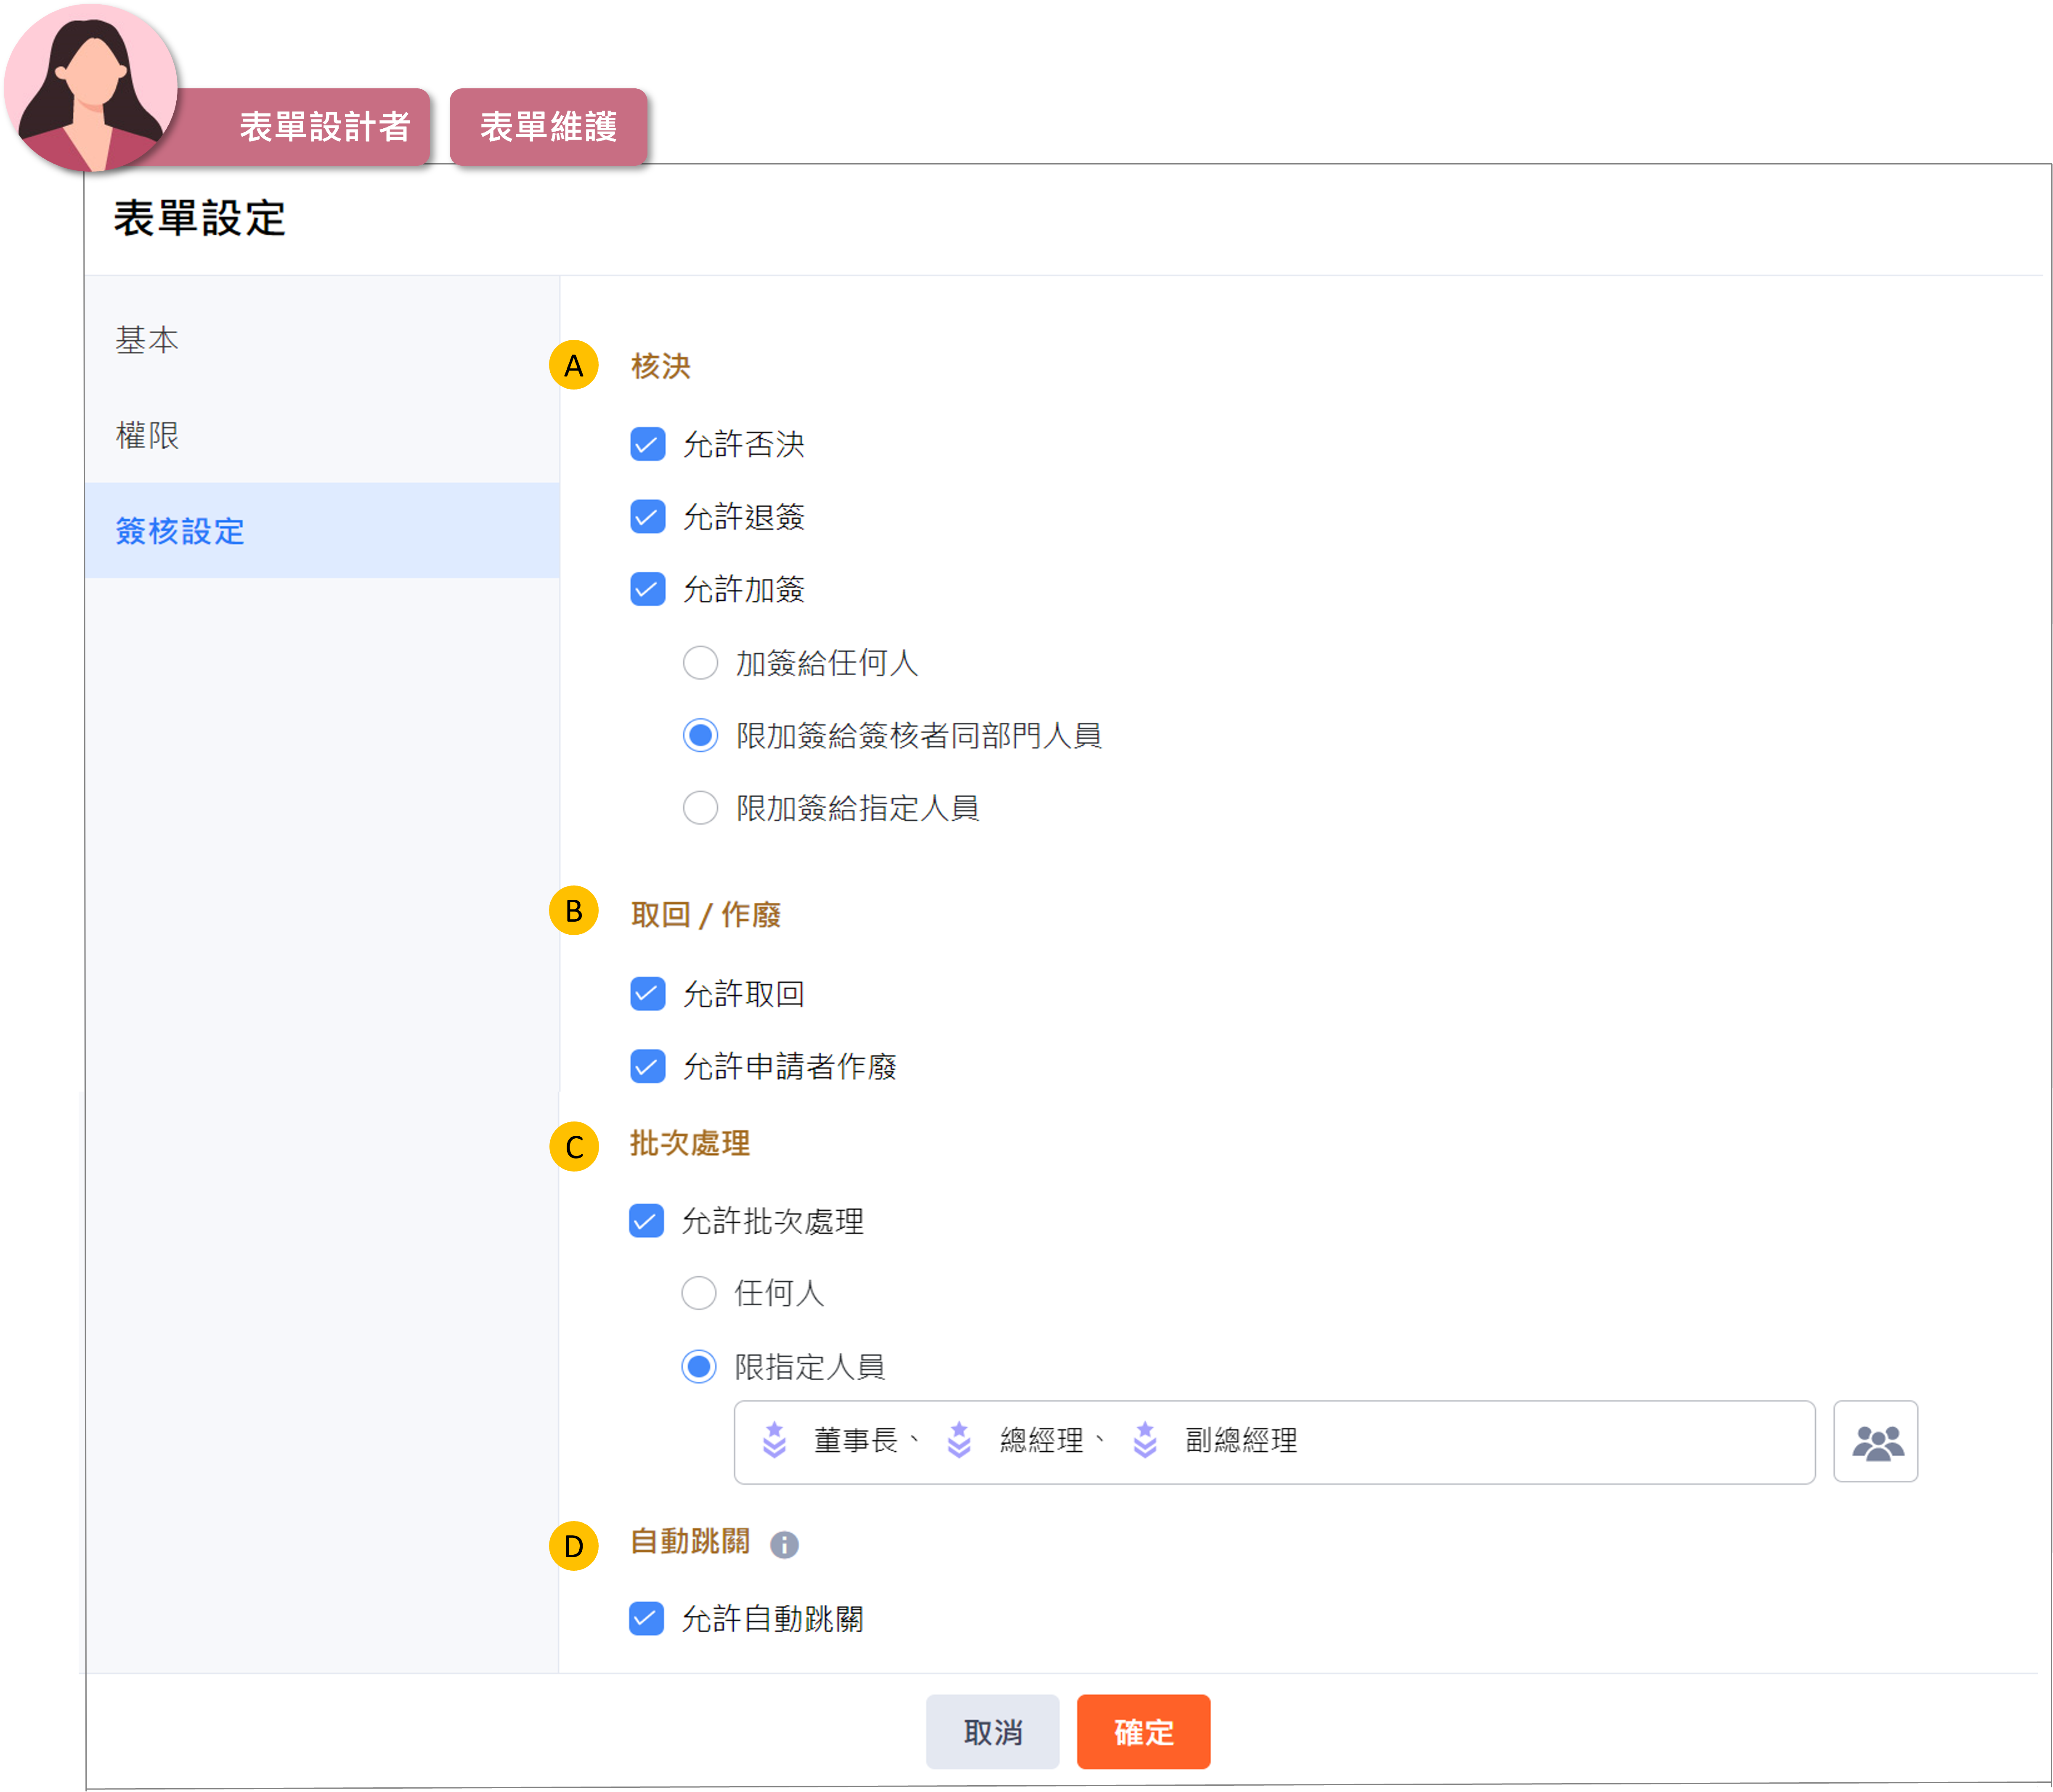 表單設計者 表單維護
表單設定
基本
權限
簽核設定
A 核決
允許否決
允許退簽
允許加簽
加簽給任何人
限加簽給簽核者同部門人員
限加簽給指定人員
B 取回 / 作廢
允許取回
允許申請者作廢
C 批次處理
允許批次處理
任何人
限指定人員
董事長、 總經理、 副總經理
D 自動跳關 i
允許自動跳關
取消 確定